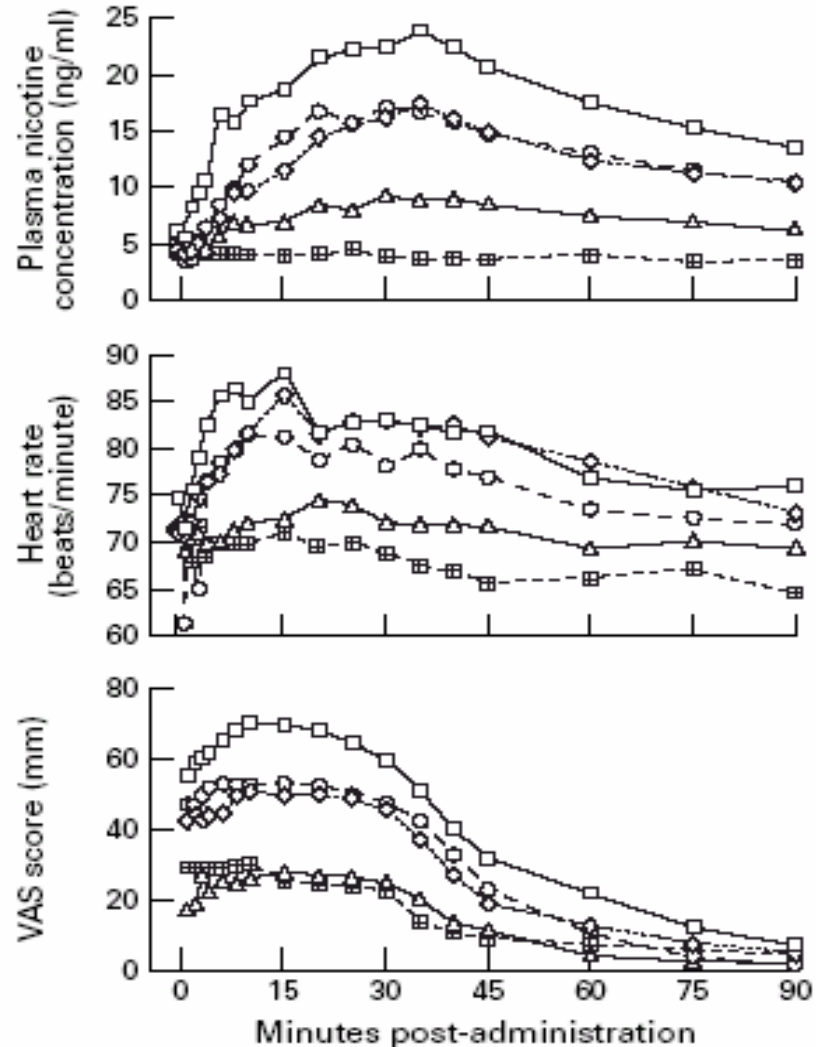 Plasma nicotine
concentration (ng/ml)
25
20
15
10
5
0
Heart rate
(beats/minute)
90
85
80
75
70
65
60
VAS score (mm)
80
60
40
20
0
0 15 30 45 60 75 90
Minutes post-administration